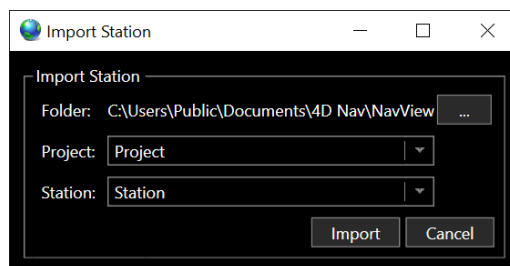 Import Station
Import Station
Folder: C:\Users\Public\Documents\4D Nav\NavView ...
Project: Project
Station: Station
Import Cancel